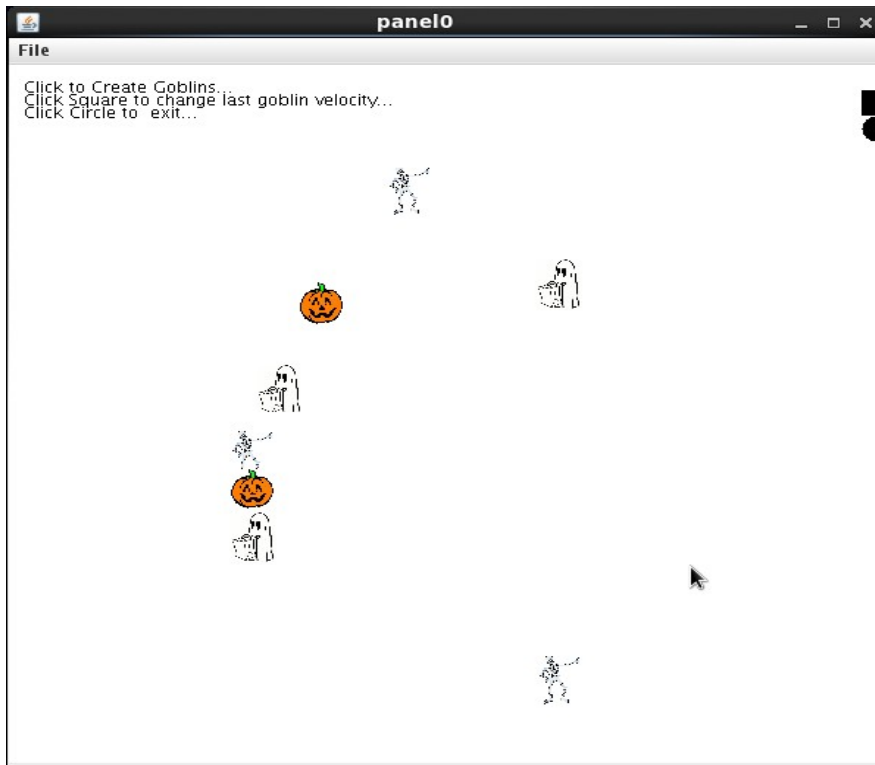 panel0
File
Click to Create Goblins...
Click Square to change last goblin velocity...
Click Circle to  exit...